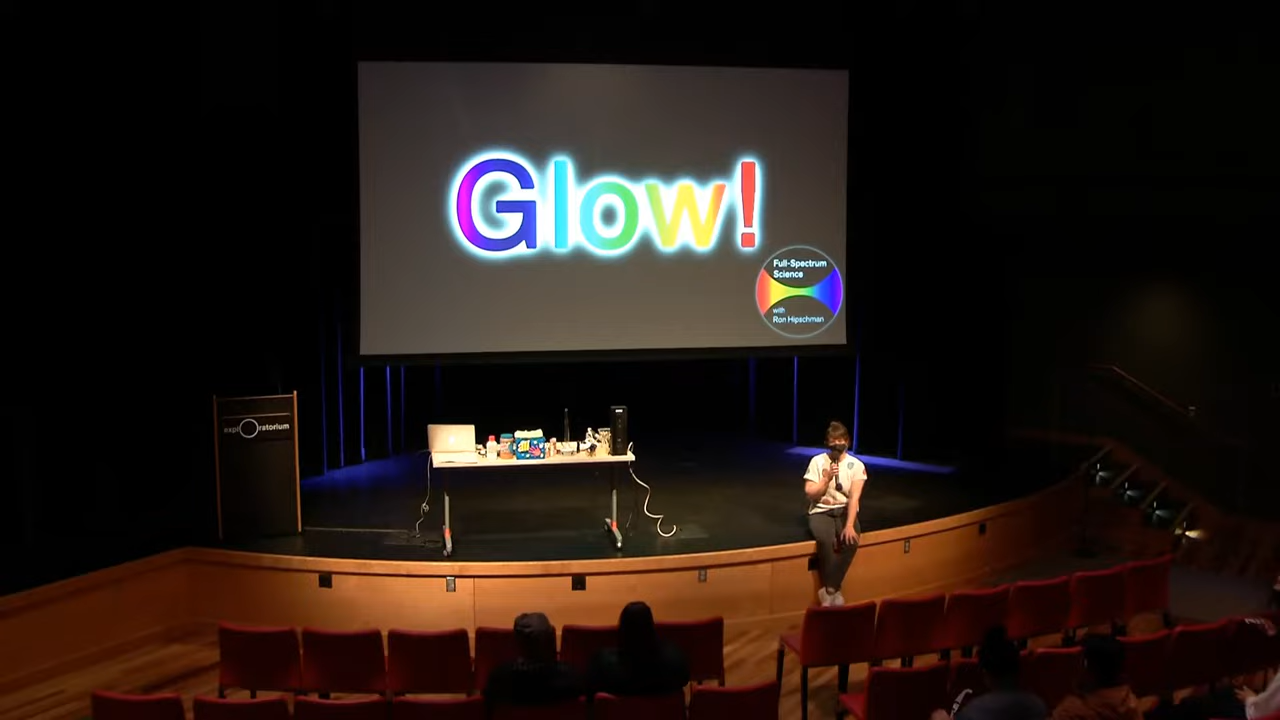 Glow!
Full-Spectrum
Science
with
Ron Hipschman
exploratorium